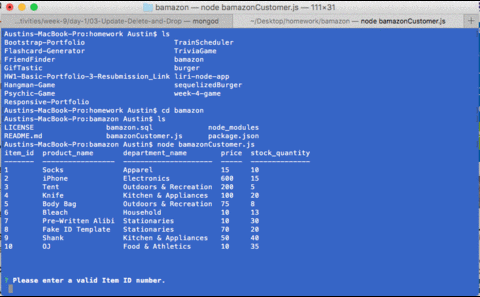 bamazon — node bamazonCustomer.js — 111×31
...tivities/week-9/day-1/03-Update-Delete-and-Drop — mongod
~/Desktop/homework/bamazon — node bamazonCustomer.js
Austins-MacBook-Pro:homework Austin$ ls
Bootstrap-Portfolio TrainScheduler
Flashcard-Generator TriviaGame
FriendFinder bamazon
GifTastic burger
HW1-Basic-Portfolio-3-Resubmission_Link liri-node-app
Hangman-Game sequelizedBurger
Psychic-Game week-4-game
Responsive-Portfolio
Austins-MacBook-Pro:homework Austin$ cd bamazon
Austins-MacBook-Pro:bamazon Austin$ ls
LICENSE bamazon.sql node_modules
README.md bamazonCustomer.js package.json
Austins-MacBook-Pro:bamazon Austin$ node bamazonCustomer.js
item_id product_name department_name price stock_quantity
1 Socks Apparel 15 10
2 iPhone Electronics 600 15
3 Tent Outdoors & Recreation 200 5
4 Knife Kitchen & Appliances 100 20
5 Body Bag Outdoors & Recreation 75 8
6 Bleach Household 10 13
7 Pre-Written Alibi Stationaries 10 30
8 Fake ID Template Stationaries 70 20
9 Shank Kitchen & Appliances 50 40
10 OJ Food & Athletics 10 35
? Please enter a valid Item ID number.